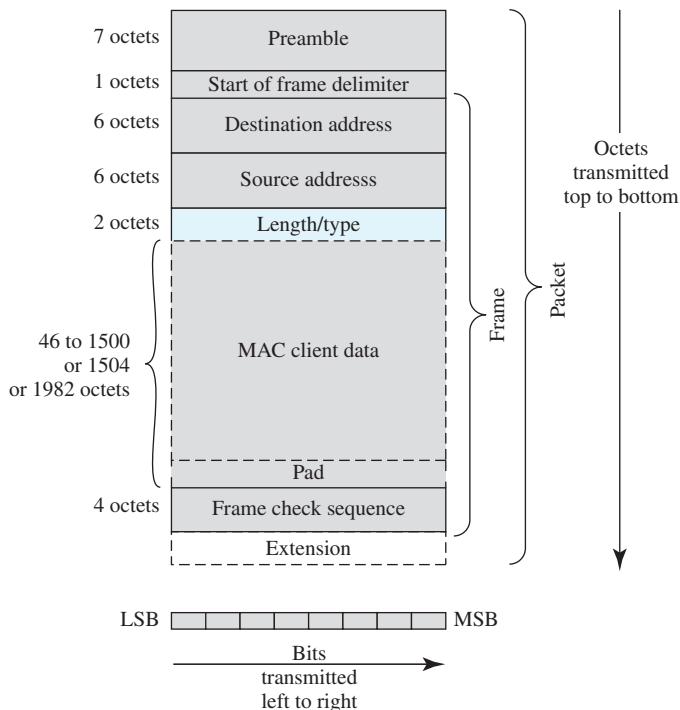 7 octets
Preamble
1 octets
Start of frame delimiter
6 octets
Destination address
6 octets
Source addresss
2 octets
Length/type
46 to 1500
or 1504
or 1982 octets
MAC client data
Pad
4 octets
Frame check sequence
Extension
Frame
Packet
Octets
transmitted
top to bottom
LSB
MSB
Bits
transmitted
left to right